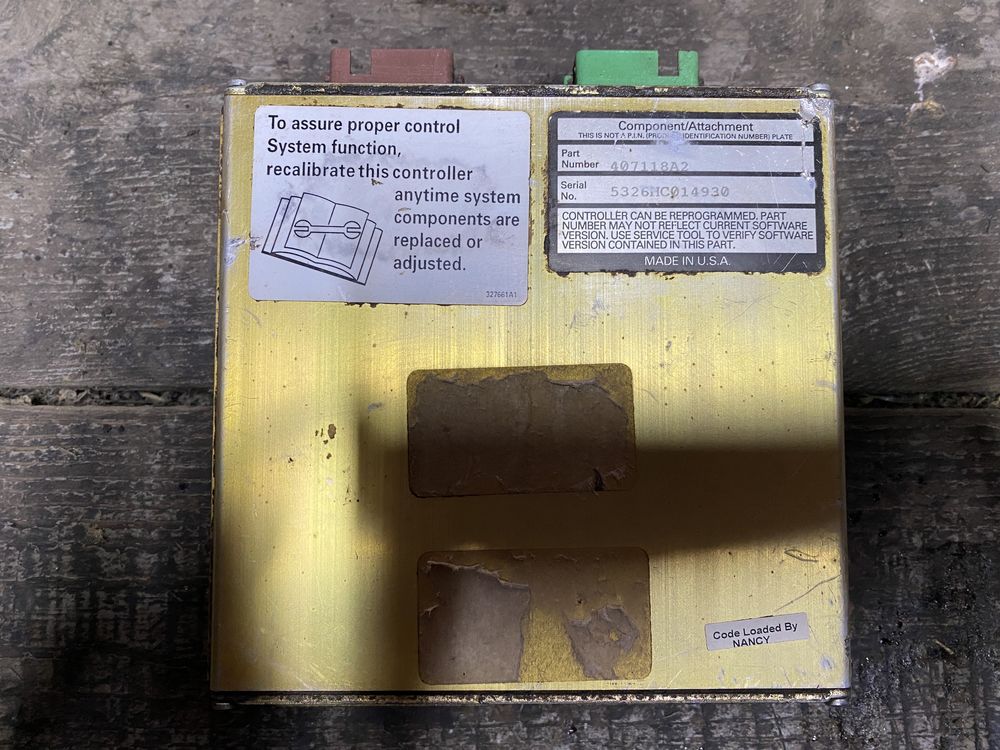 To assure proper control
System function,
recalibrate this controller
anytime system
components are
replaced or
adjusted.
327661A1
Component/Attachment
THIS IS NOT A P.I.N. (PRODUCT IDENTIFICATION NUMBER) PLATE
Part
Number 407118A2
Serial
No. 5326MC014930
CONTROLLER CAN BE REPROGRAMMED. PART
NUMBER MAY NOT REFLECT CURRENT SOFTWARE
VERSION. USE SERVICE TOOL TO VERIFY SOFTWARE
VERSION CONTAINED IN THIS PART.
MADE IN U.S.A.
Code Loaded By
NANCY